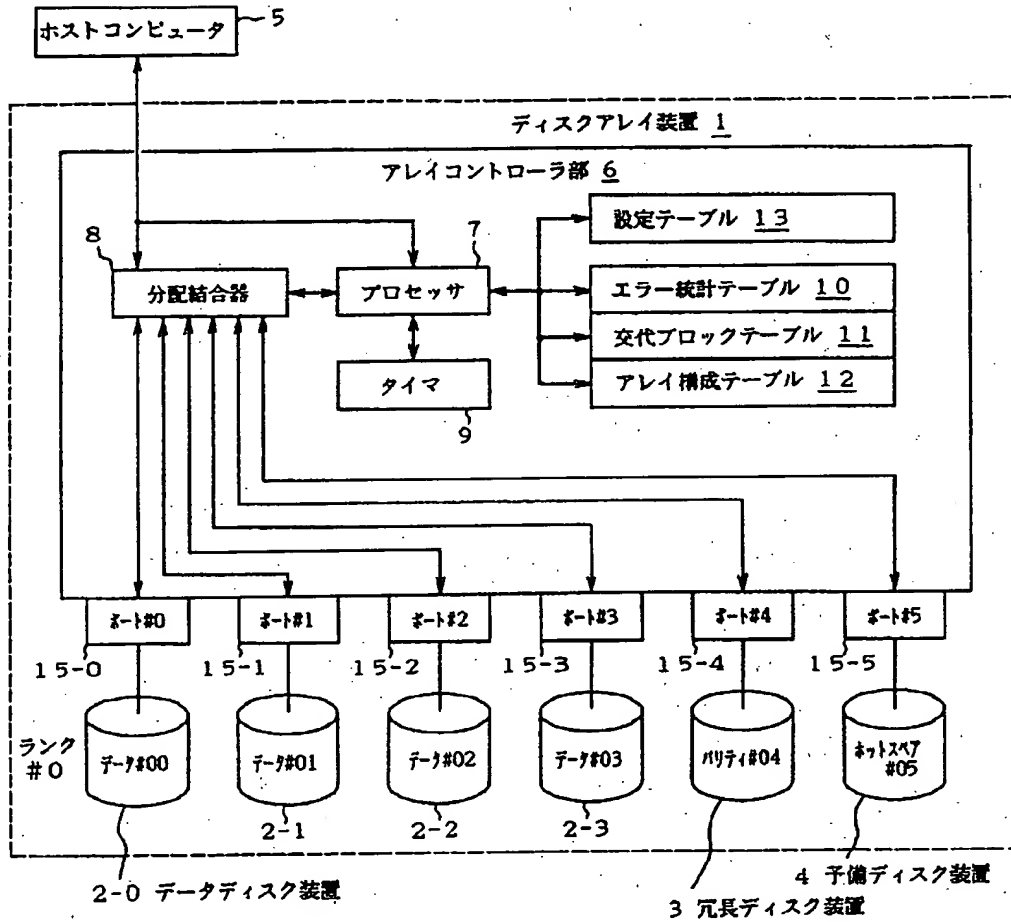 ホストコンピュータ
5
ディスクアレイ装置 1
アレイコントローラ部 6
設定テーブル 13
8
7
分配結合器
プロセッサ
エラー統計テーブル 10
交代ブロックテーブル 11
タイマ
アレイ構成テーブル 12
9
ポート#0
ポート#1
ポート#2
ポート#3
ポート#4
ポート#5
15-0
15-1
15-2
15-3
15-4
15-5
ランク
#0
データ#00
データ#01
データ#02
データ#03
パリティ#04
ホットスペア
#05
2-1
2-2
2-3
2-0 データディスク装置
4 予備ディスク装置
3 冗長ディスク装置